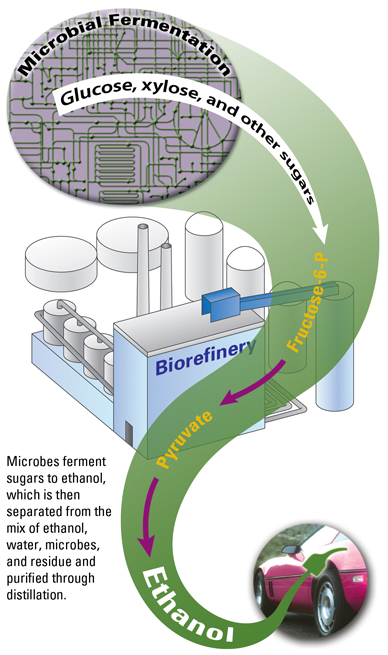 Microbial Fermentation
Glucose, xylose, and other sugars
Fructose-6-P
Biorefinery
Pyruvate
Microbes ferment
sugars to ethanol,
which is then
separated from the
mix of ethanol,
water, microbes,
and residue and
purified through
distillation.
Ethanol